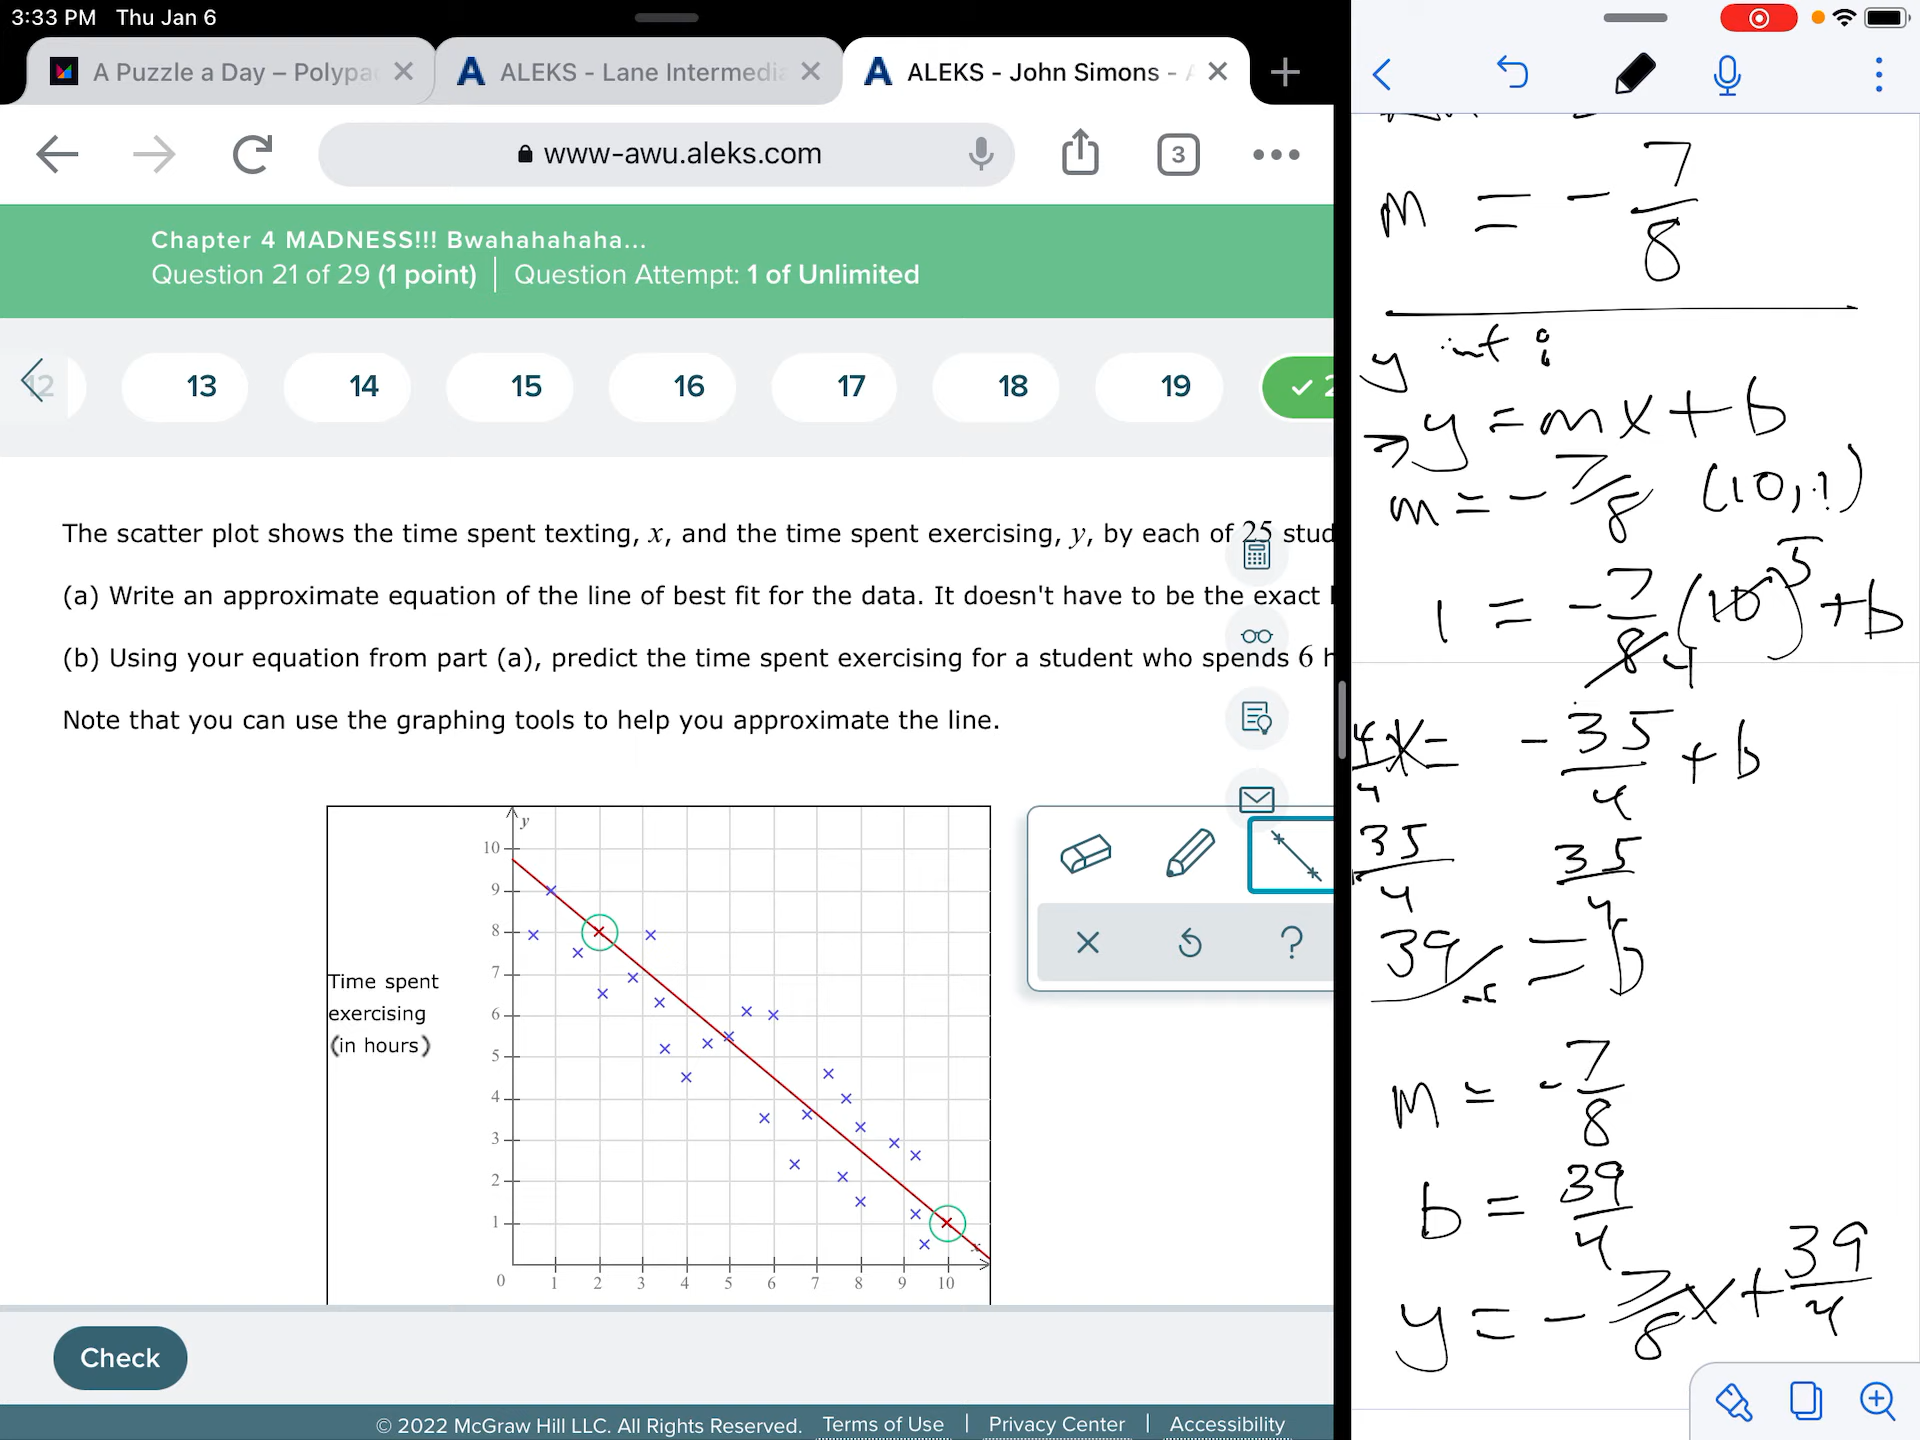 3:33 PM Thu Jan 6
A Puzzle a Day – Polypa
ALEKS - Lane Intermedia
ALEKS - John Simons - A
www-awu.aleks.com
3
Chapter 4 MADNESS!!! Bwahahahaha...
Question 21 of 29 (1 point) | Question Attempt: 1 of Unlimited
12 13 14 15 16 17 18 19 ✓ 2
The scatter plot shows the time spent texting, x, and the time spent exercising, y, by each of 25 stud
(a) Write an approximate equation of the line of best fit for the data. It doesn't have to be the exact l
(b) Using your equation from part (a), predict the time spent exercising for a student who spends 6 h
Note that you can use the graphing tools to help you approximate the line.
y
10
9
8
7
6
5
4
3
2
1
0 1 2 3 4 5 6 7 8 9 10
x
Time spent
exercising
(in hours)
?
Check
© 2022 McGraw Hill LLC. All Rights Reserved. Terms of Use | Privacy Center | Accessibility
m = - 7/8
y int :
y = mx + b
m = - 7/8 (10,1)
1 = - 7/8 4 (10) 5 + b
4/4 = - 35/4 + b
35/4 35/4
39/ = b
m = - 7/8
b = 39/4
y = - 7/8 x + 39/4